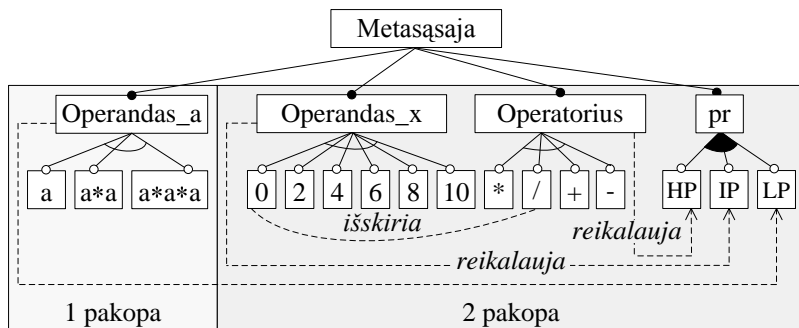 Metasąsaja
Operandas_a Operandas_x Operatorius pr
a a*a a*a*a 0 2 4 6 8 10 * / + - HP IP LP
išskiria
reikalauja
reikalauja
1 pakopa 2 pakopa